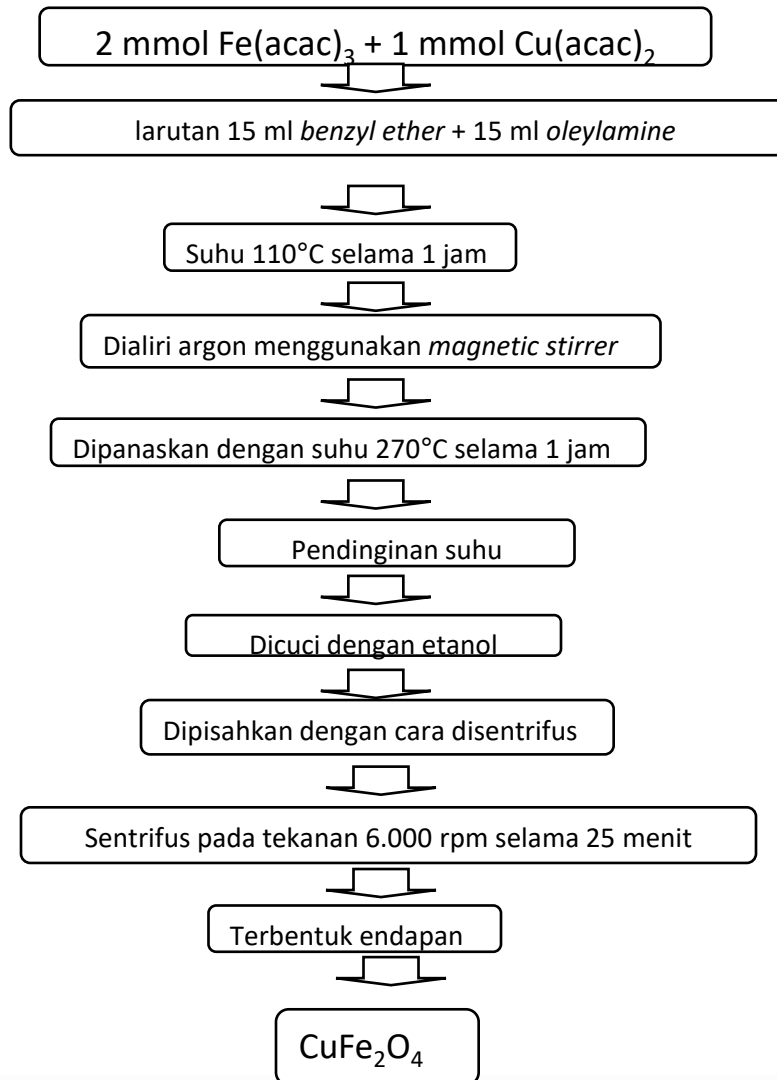 2 mmol Fe(acac)₃ + 1 mmol Cu(acac)₂
larutan 15 ml benzyl ether + 15 ml oleylamine
Suhu 110°C selama 1 jam
Dialiri argon menggunakan magnetic stirrer
Dipanaskan dengan suhu 270°C selama 1 jam
Pendinginan suhu
Dicuci dengan etanol
Dipisahkan dengan cara disentrifus
Sentrifus pada tekanan 6.000 rpm selama 25 menit
Terbentuk endapan
CuFe₂O₄